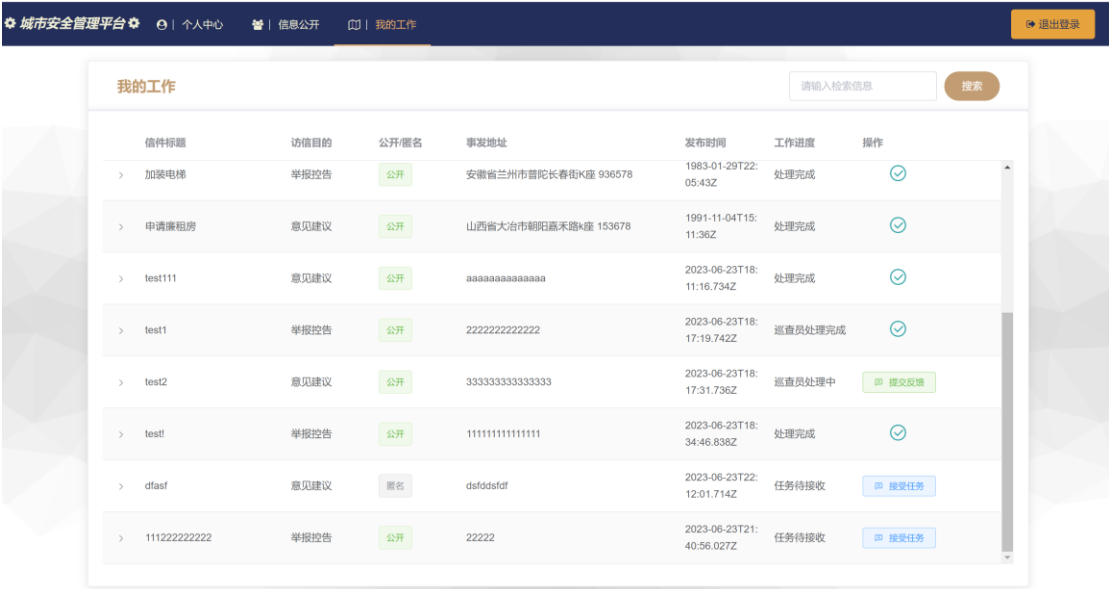 城市安全管理平台 个人中心 信息公开 我的工作 退出登录
我的工作 请输入检索信息 搜索
信件标题 访信目的 公开/匿名 事发地址 发布时间 工作进度 操作
加装电梯 举报控告 公开 安徽省兰州市普陀长春街K座 936578 1983-01-29T22:
05:43Z 处理完成
申请廉租房 意见建议 公开 山西省大冶市朝阳嘉禾路k座 153678 1991-11-04T15:
11:36Z 处理完成
test111 意见建议 公开 aaaaaaaaaaaaaa 2023-06-23T18:
11:16.734Z 处理完成
test1 举报控告 公开 2222222222222 2023-06-23T18:
17:19.742Z 巡查员处理完成
test2 意见建议 公开 333333333333333 2023-06-23T18:
17:31.736Z 巡查员处理中 提交反馈
test! 举报控告 公开 111111111111111 2023-06-23T18:
34:46.838Z 处理完成
dfasf 意见建议 匿名 dsfddsfdf 2023-06-23T22:
12:01.714Z 任务待接收 接受任务
111222222222 举报控告 公开 22222 2023-06-23T21:
40:56.027Z 任务待接收 接受任务